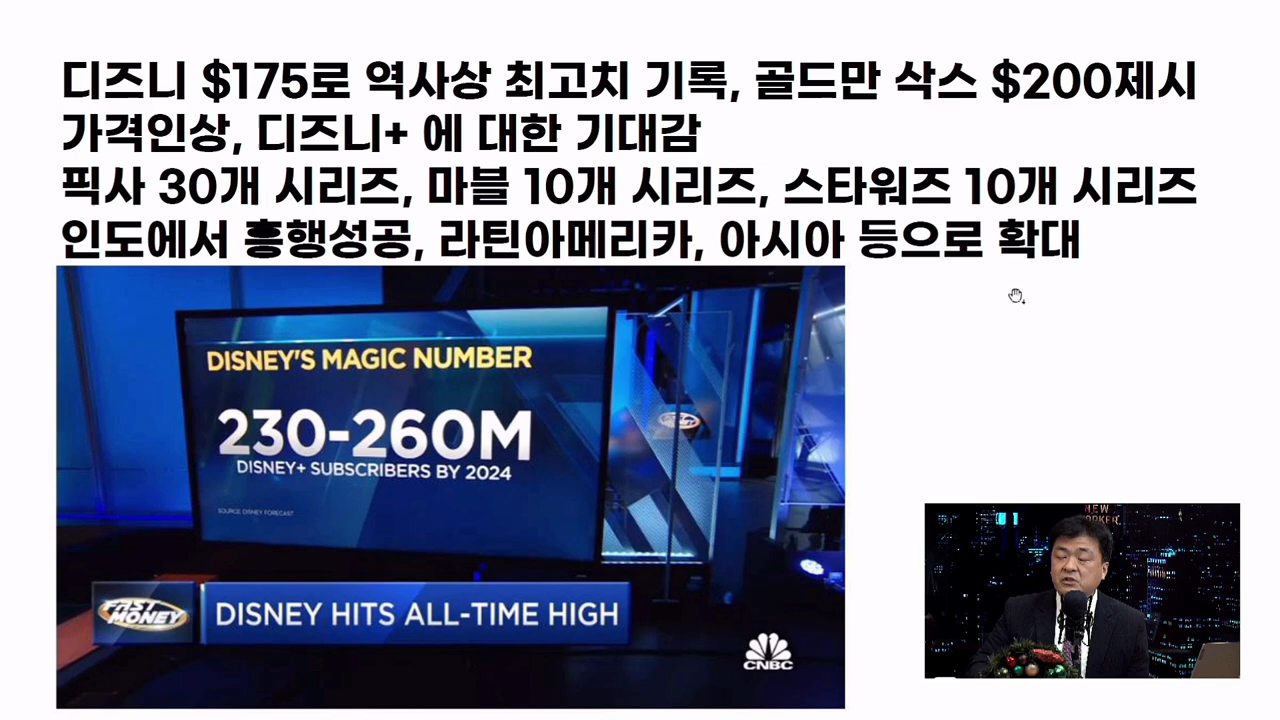 디즈니 $175로 역사상 최고치 기록, 골드만 삭스 $200제시
가격인상, 디즈니+ 에 대한 기대감
픽사 30개 시리즈, 마블 10개 시리즈, 스타워즈 10개 시리즈
인도에서 흥행성공, 라틴아메리카, 아시아 등으로 확대
DISNEY'S MAGIC NUMBER
230-260M
DISNEY+ SUBSCRIBERS BY 2024
SOURCE: DISNEY FORECAST
FAST MONEY
DISNEY HITS ALL-TIME HIGH
CNBC
NEW